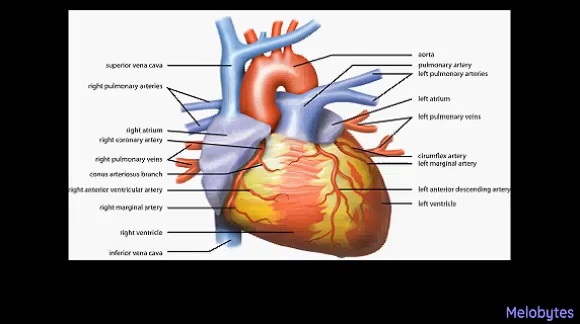 superior vena cava
right pulmonary arteries
right atrium
right coronary artery
right pulmonary veins
conus arteriosus branch
right anterior ventricular artery
right marginal artery
right ventricle
inferior vena cava
aorta
pulmonary artery
left pulmonary arteries
left atrium
left pulmonary veins
cirumflex artery
left marginal artery
left anterior descending artery
left ventricle
Melobytes